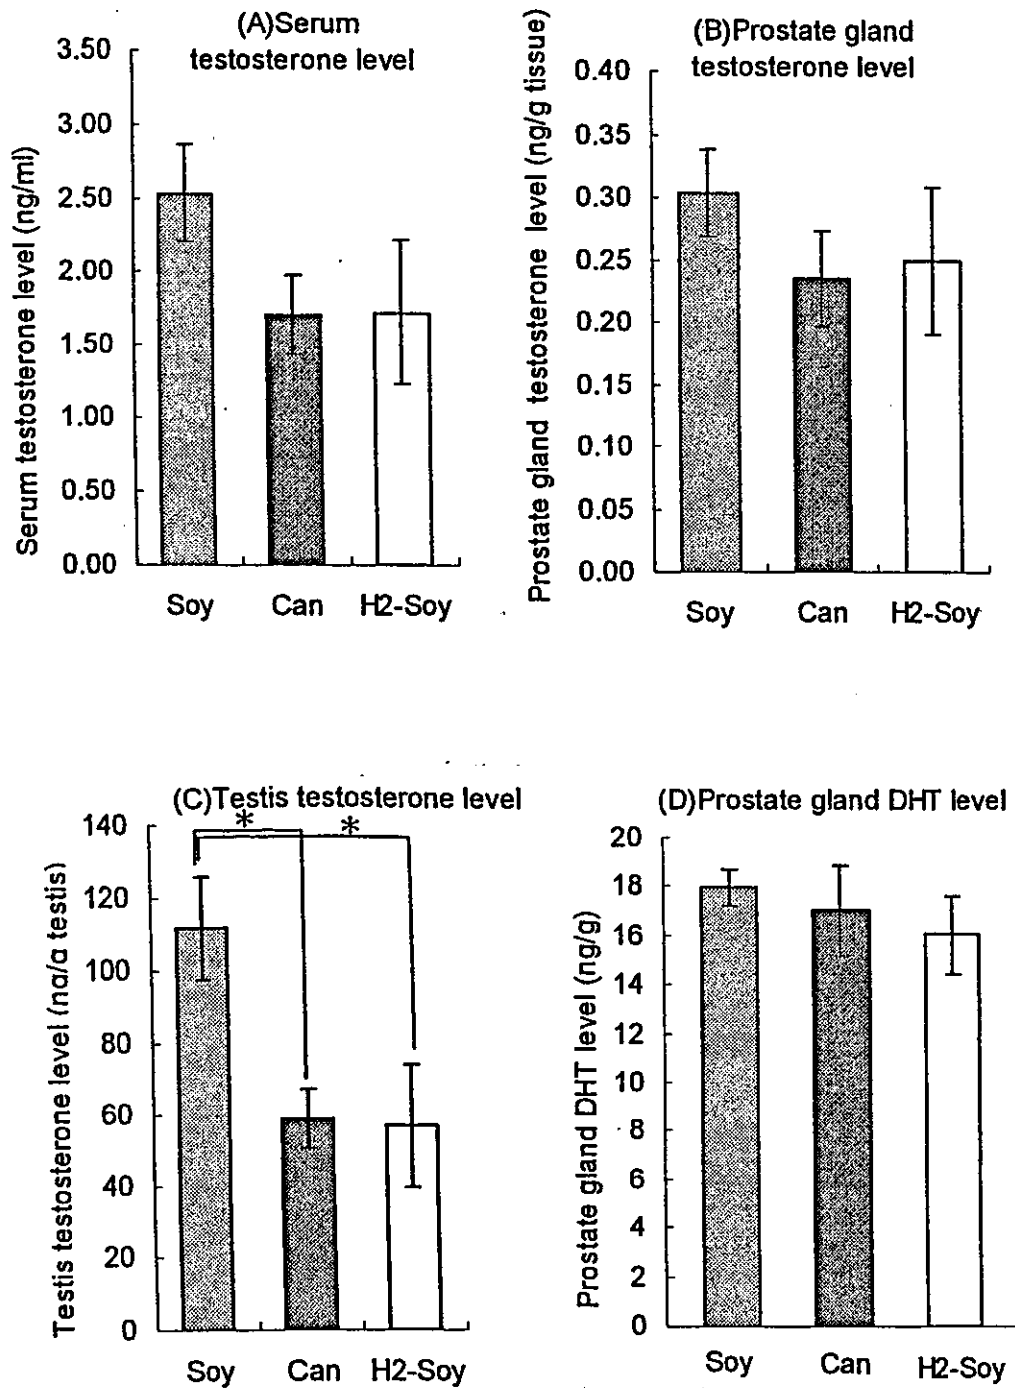 (A)Serum
testosterone level
Serum testosterone level (ng/ml)
3.50
3.00
2.50
2.00
1.50
1.00
0.50
0.00
Soy Can H2-Soy
(B)Prostate gland
testosterone level
Prostate gland testosterone level (ng/g tissue)
0.40
0.35
0.30
0.25
0.20
0.15
0.10
0.05
0.00
Soy Can H2-Soy
(C)Testis testosterone level
Testis testosterone level (ng/g testis)
140
120
100
80
60
40
20
0
* *
Soy Can H2-Soy
(D)Prostate gland DHT level
Prostate gland DHT level (ng/g)
20
18
16
14
12
10
8
6
4
2
0
Soy Can H2-Soy